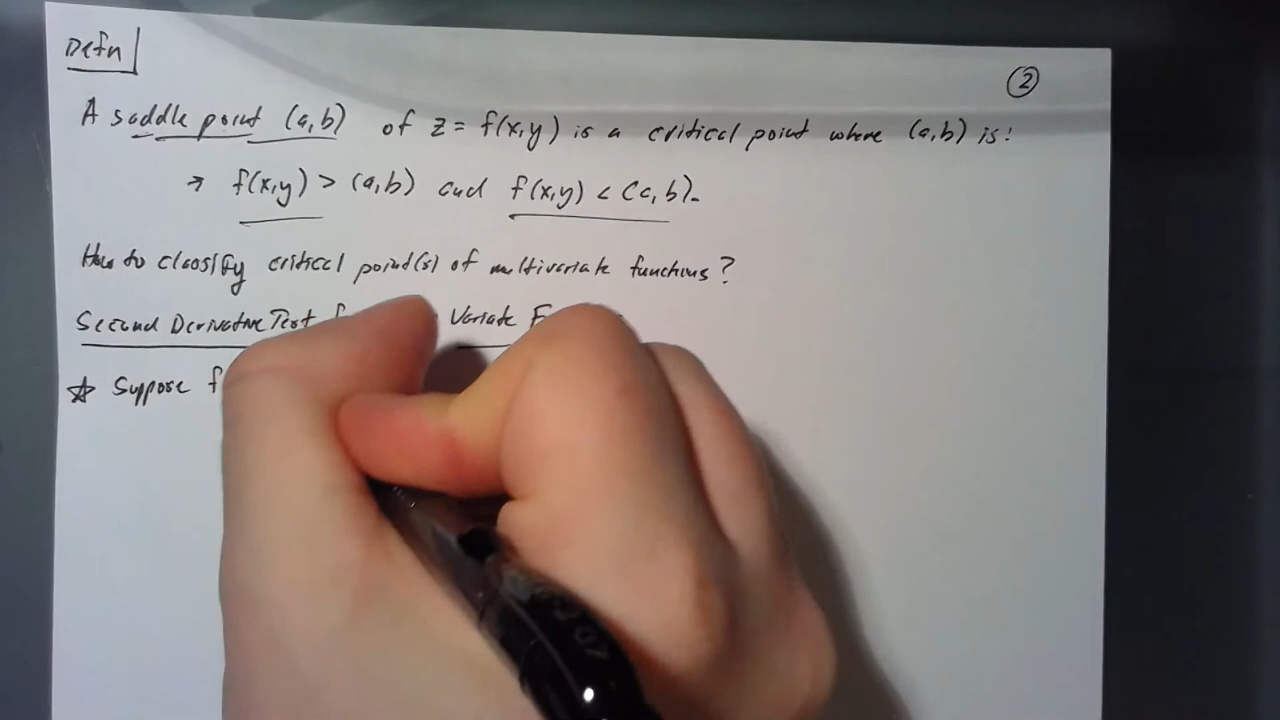 Defn
②
A saddle point (a,b) of z = f(x,y) is a critical point where (a,b) is:
→ f(x,y) > (a,b) and f(x,y) < (a,b).
How to classify critical point(s) of multivariate functions?
Second Derivative Test Variate
☆ Suppose f